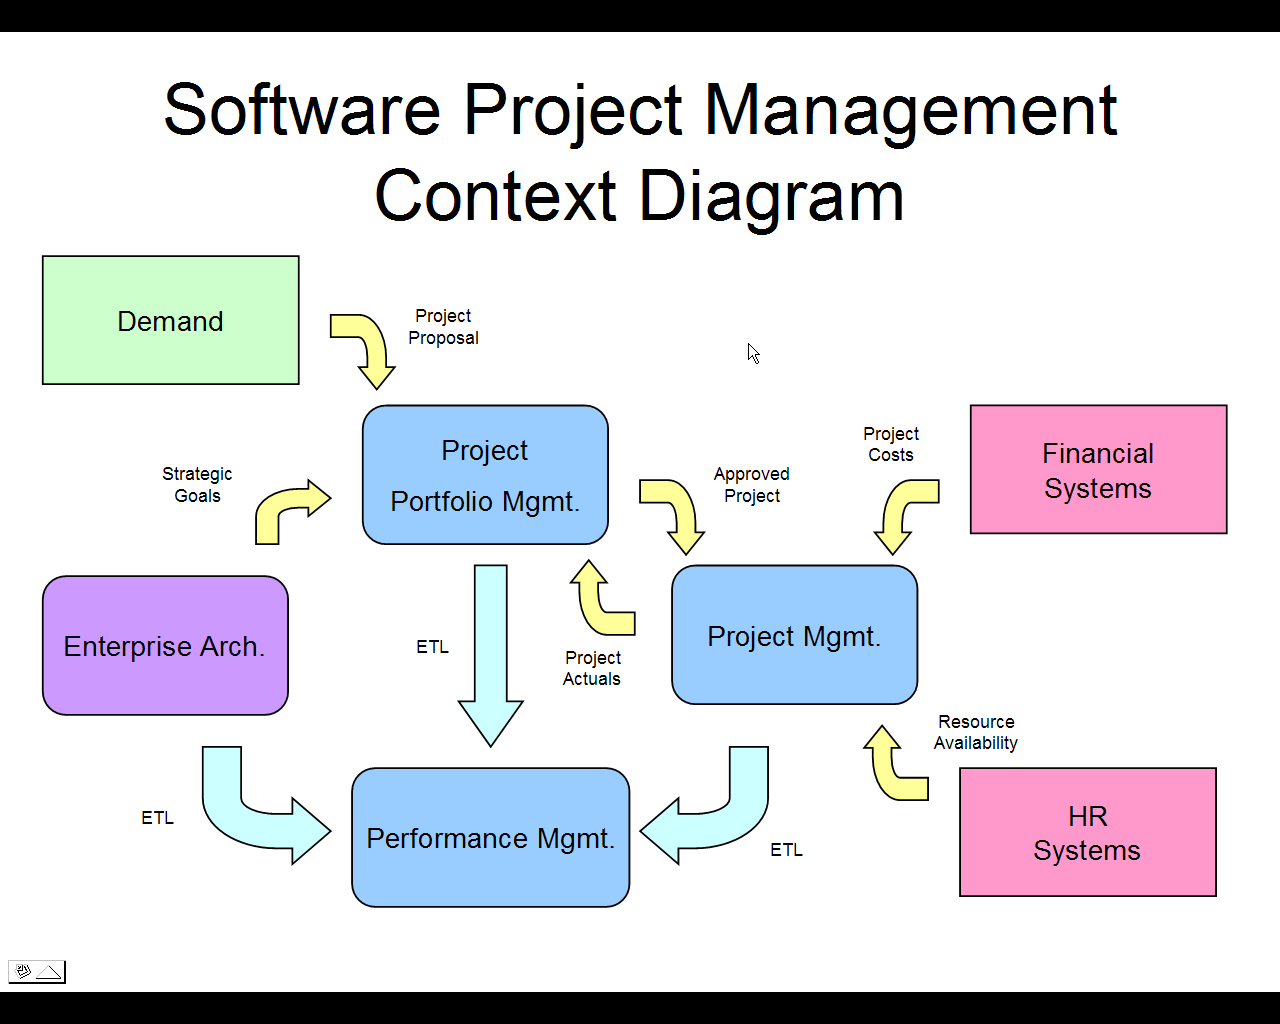 Software Project Management
Context Diagram
Demand
Project
Proposal
Project
Portfolio Mgmt.
Strategic
Goals
Approved
Project
Project
Costs
Financial
Systems
Enterprise Arch.
ETL
Project
Actuals
Project Mgmt.
Resource
Availability
ETL
Performance Mgmt.
ETL
HR
Systems